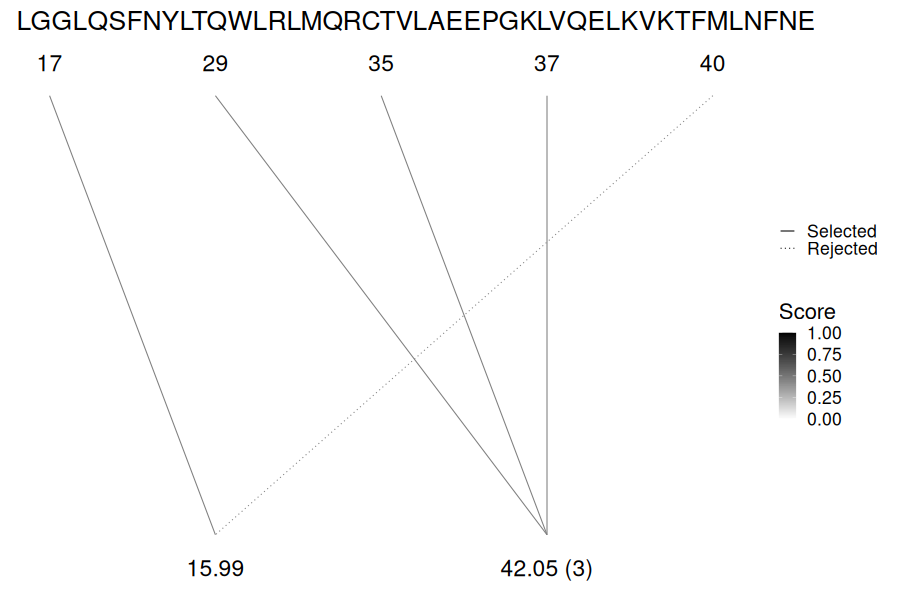 LGGLQSFNYLTQWLRLMQRCTVLAEEPGKLVQELKVKTFMLNFNE
17 29 35 37 40
Selected
Rejected
Score
1.00
0.75
0.50
0.25
0.00
15.99 42.05 (3)